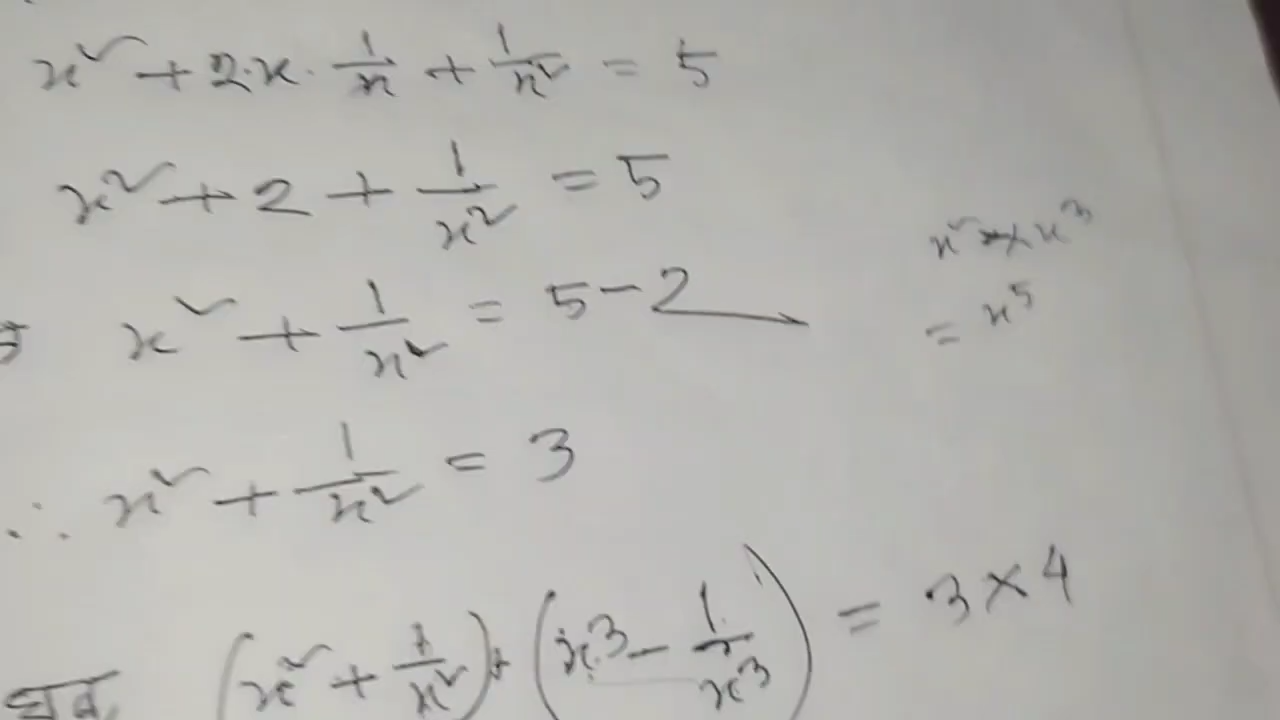 x² + 2·x·1/x + 1/x² = 5
x² + 2 + 1/x² = 5
x² × x³
⇒ x² + 1/x² = 5 - 2
= x⁵
∴ x² + 1/x² = 3
এখন (x² + 1/x²) + (x³ - 1/x³) = 3 × 4